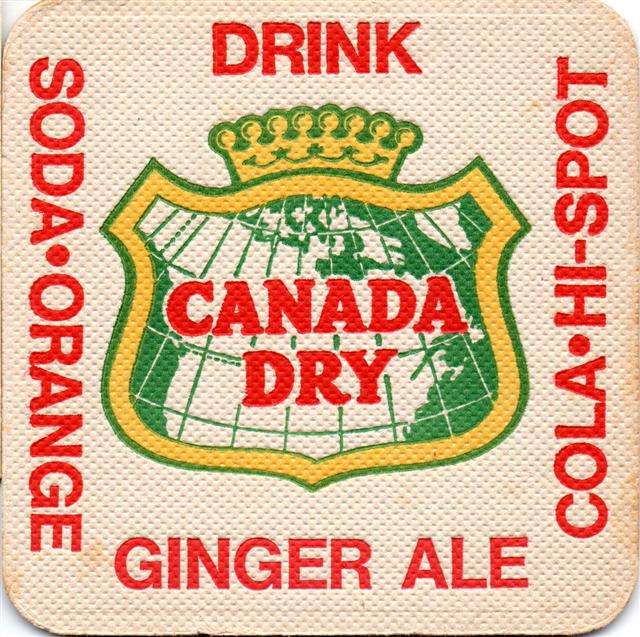 DRINK
SODA•ORANGE
COLA•HI-SPOT
CANADA
DRY
GINGER ALE